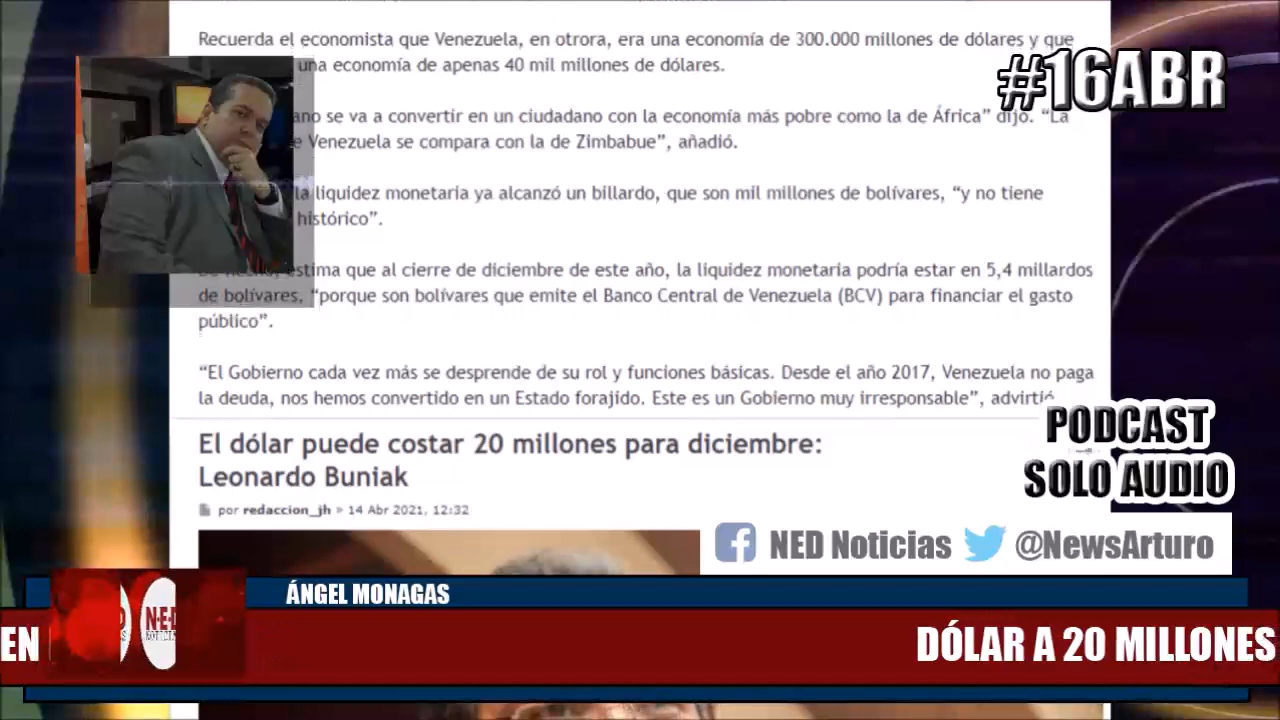 Recuerda el economista que Venezuela, en otrora, era una economía de 300.000 millones de dólares y que
una economía de apenas 40 mil millones de dólares.
#16ABR
ano se va a convertir en un ciudadano con la economía más pobre como la de África” dijo. “La
e Venezuela se compara con la de Zimbabue”, añadió.
la liquidez monetaria ya alcanzó un billardo, que son mil millones de bolívares, “y no tiene
histórico”.
estima que al cierre de diciembre de este año, la liquidez monetaria podría estar en 5,4 millardos
de bolívares, “porque son bolívares que emite el Banco Central de Venezuela (BCV) para financiar el gasto
público”.
“El Gobierno cada vez más se desprende de su rol y funciones básicas. Desde el año 2017, Venezuela no paga
la deuda, nos hemos convertido en un Estado forajido. Este es un Gobierno muy irresponsable”, advirtió
PODCAST
SOLO AUDIO
El dólar puede costar 20 millones para diciembre:
Leonardo Buniak
por redaccion_jh » 14 Abr 2021, 12:32
NED Noticias @NewsArturo
ÁNGEL MONAGAS
EN
DÓLAR A 20 MILLONES